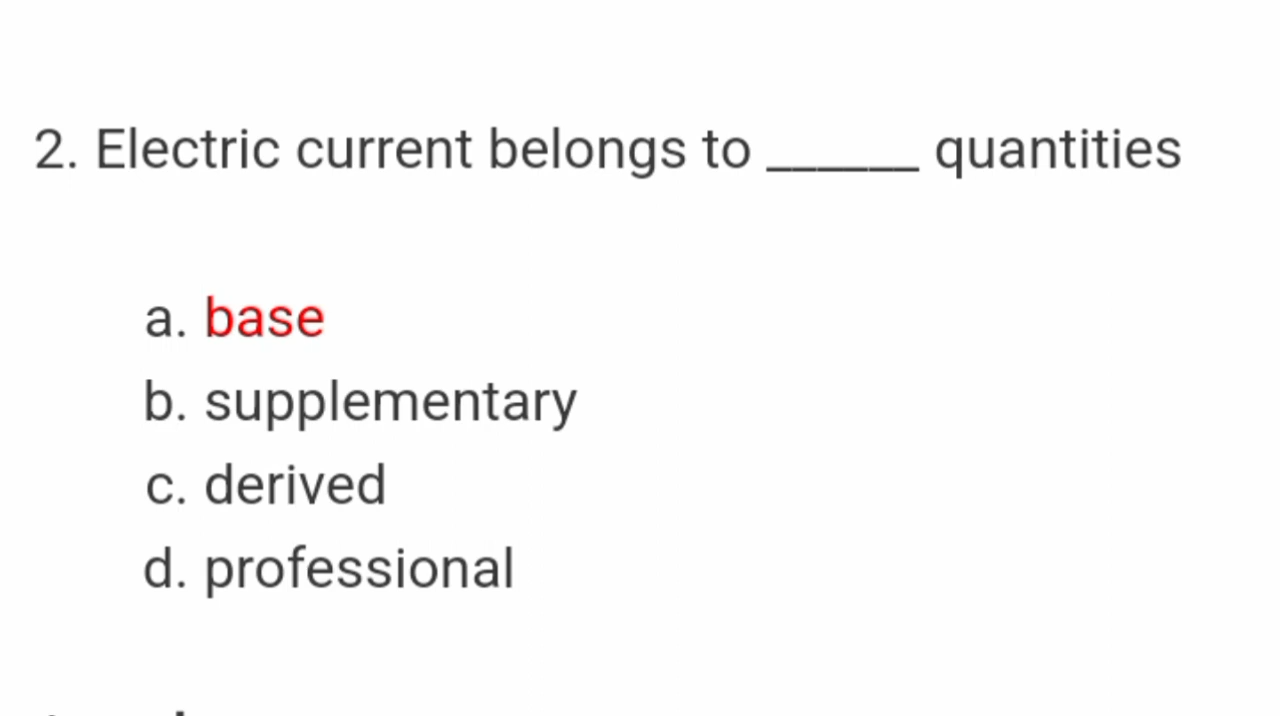 2. Electric current belongs to ______ quantities
a. base
b. supplementary
c. derived
d. professional